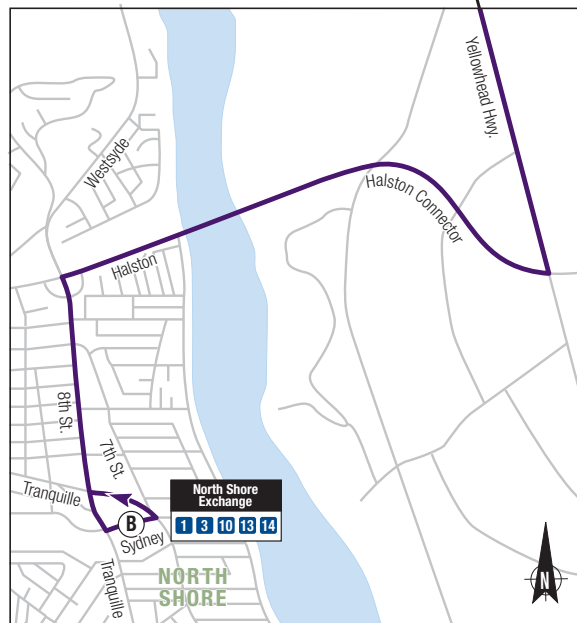 Yellowhead Hwy.
Westsyde
Halston Connector
Halston
8th St.
7th St.
Tranquille
North Shore
Exchange
1 3 10 13 14
B
Sydney
Tranquille
NORTH
SHORE
N